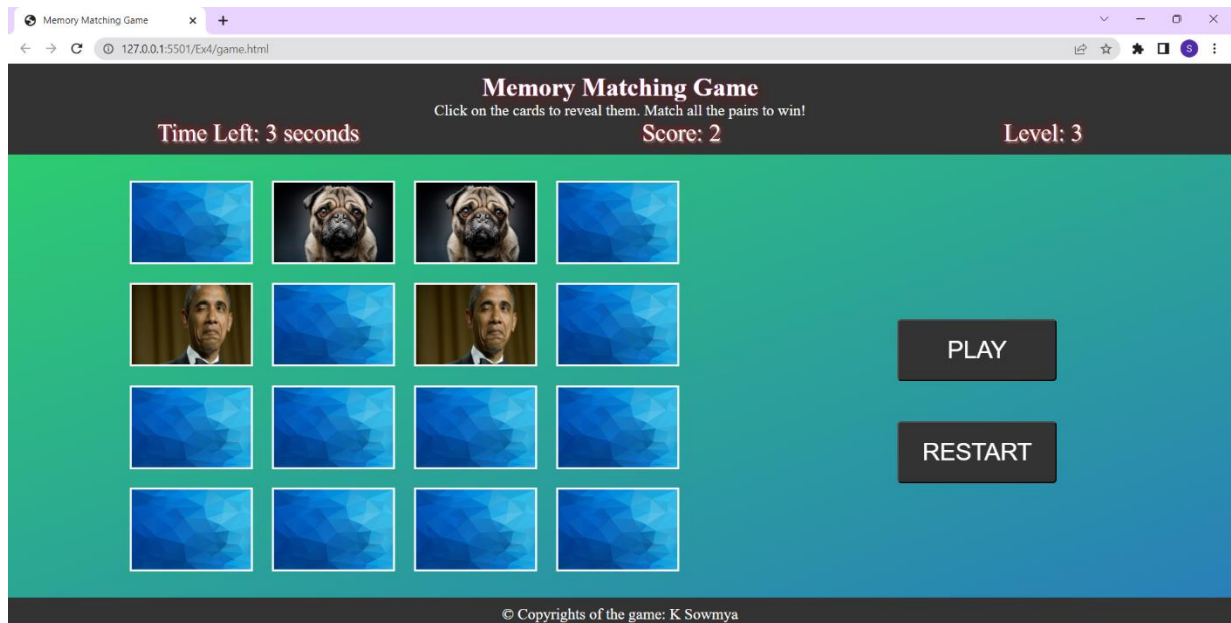 Memory Matching Game
127.0.0.1:5501/Ex4/game.html
S
Memory Matching Game
Click on the cards to reveal them. Match all the pairs to win!
Time Left: 3 seconds
Score: 2
Level: 3
PLAY
RESTART
© Copyrights of the game: K Sowmya